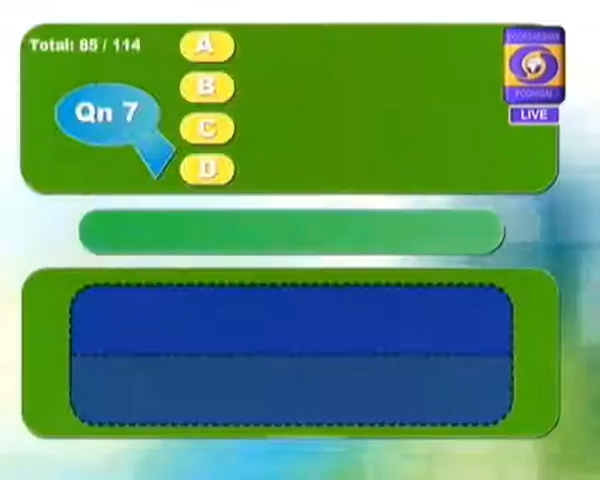 Total: 85 / 114
A
B
Qn 7
C
D
DOORDARSHAN
PODHIGAI
LIVE